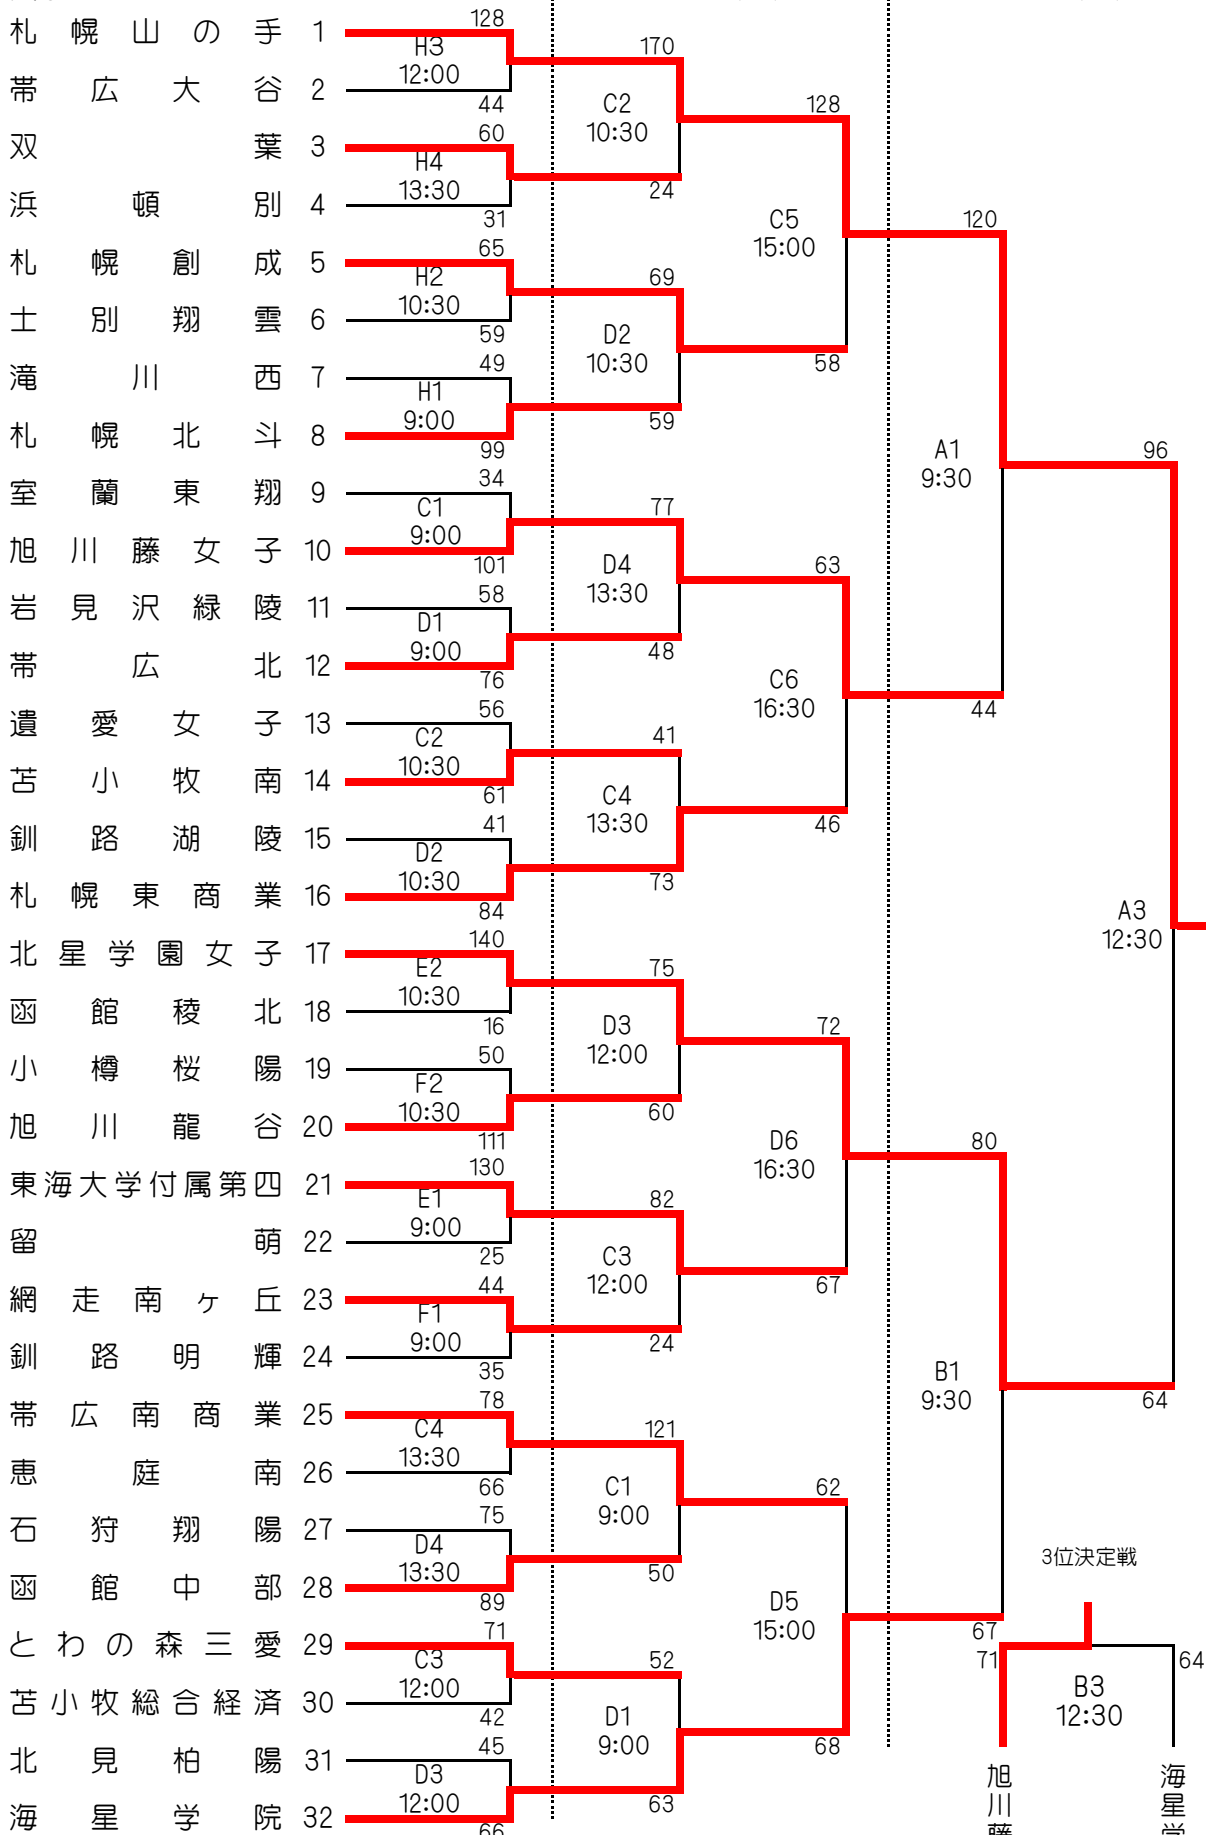 札幌山の手 1
帯広大谷 2
双葉 3
浜頓別 4
札幌創成 5
士別翔雲 6
滝川西 7
札幌北斗 8
室蘭東翔 9
旭川藤女子 10
岩見沢緑陵 11
帯広北 12
遺愛女子 13
苫小牧南 14
釧路湖陵 15
札幌東商業 16
北星学園女子 17
函館稜北 18
小樽桜陽 19
旭川龍谷 20
東海大学付属第四 21
留萌 22
網走南ヶ丘 23
釧路明輝 24
帯広南商業 25
恵庭南 26
石狩翔陽 27
函館中部 28
とわの森三愛 29
苫小牧総合経済 30
北見柏陽 31
海星学院 32
128
H3
12:00
44
60
H4
13:30
31
65
H2
10:30
59
49
H1
9:00
99
34
C1
9:00
101
58
D1
9:00
76
56
C2
10:30
61
41
D2
10:30
84
140
E2
10:30
16
50
F2
10:30
111
130
E1
9:00
25
44
F1
9:00
35
78
C4
13:30
66
75
D4
13:30
89
71
C3
12:00
42
45
D3
12:00
66
170
C2
10:30
24
69
D2
10:30
59
77
D4
13:30
48
41
C4
13:30
73
75
D3
12:00
60
82
C3
12:00
24
121
C1
9:00
50
52
D1
9:00
63
128
C5
15:00
58
63
C6
16:30
46
72
D6
16:30
67
62
D5
15:00
68
120
A1
9:30
44
80
B1
9:30
67
96
A3
12:30
64
3位決定戦
71
64
B3
12:30
旭川藤
海星学